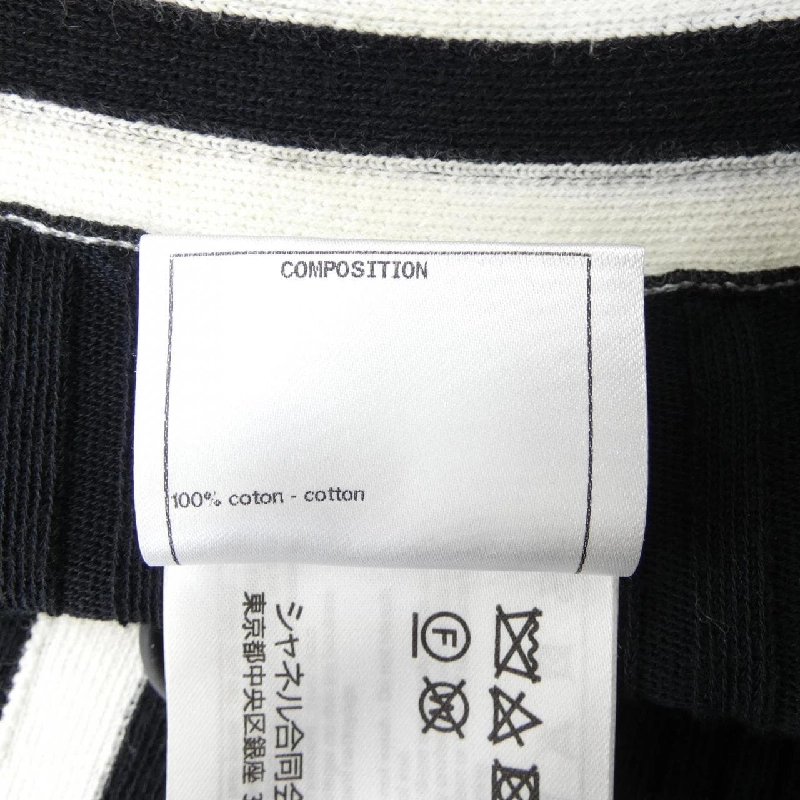 COMPOSITION
100% coton - cotton
シャネル合同会
東京都中央区銀座 3
F
W